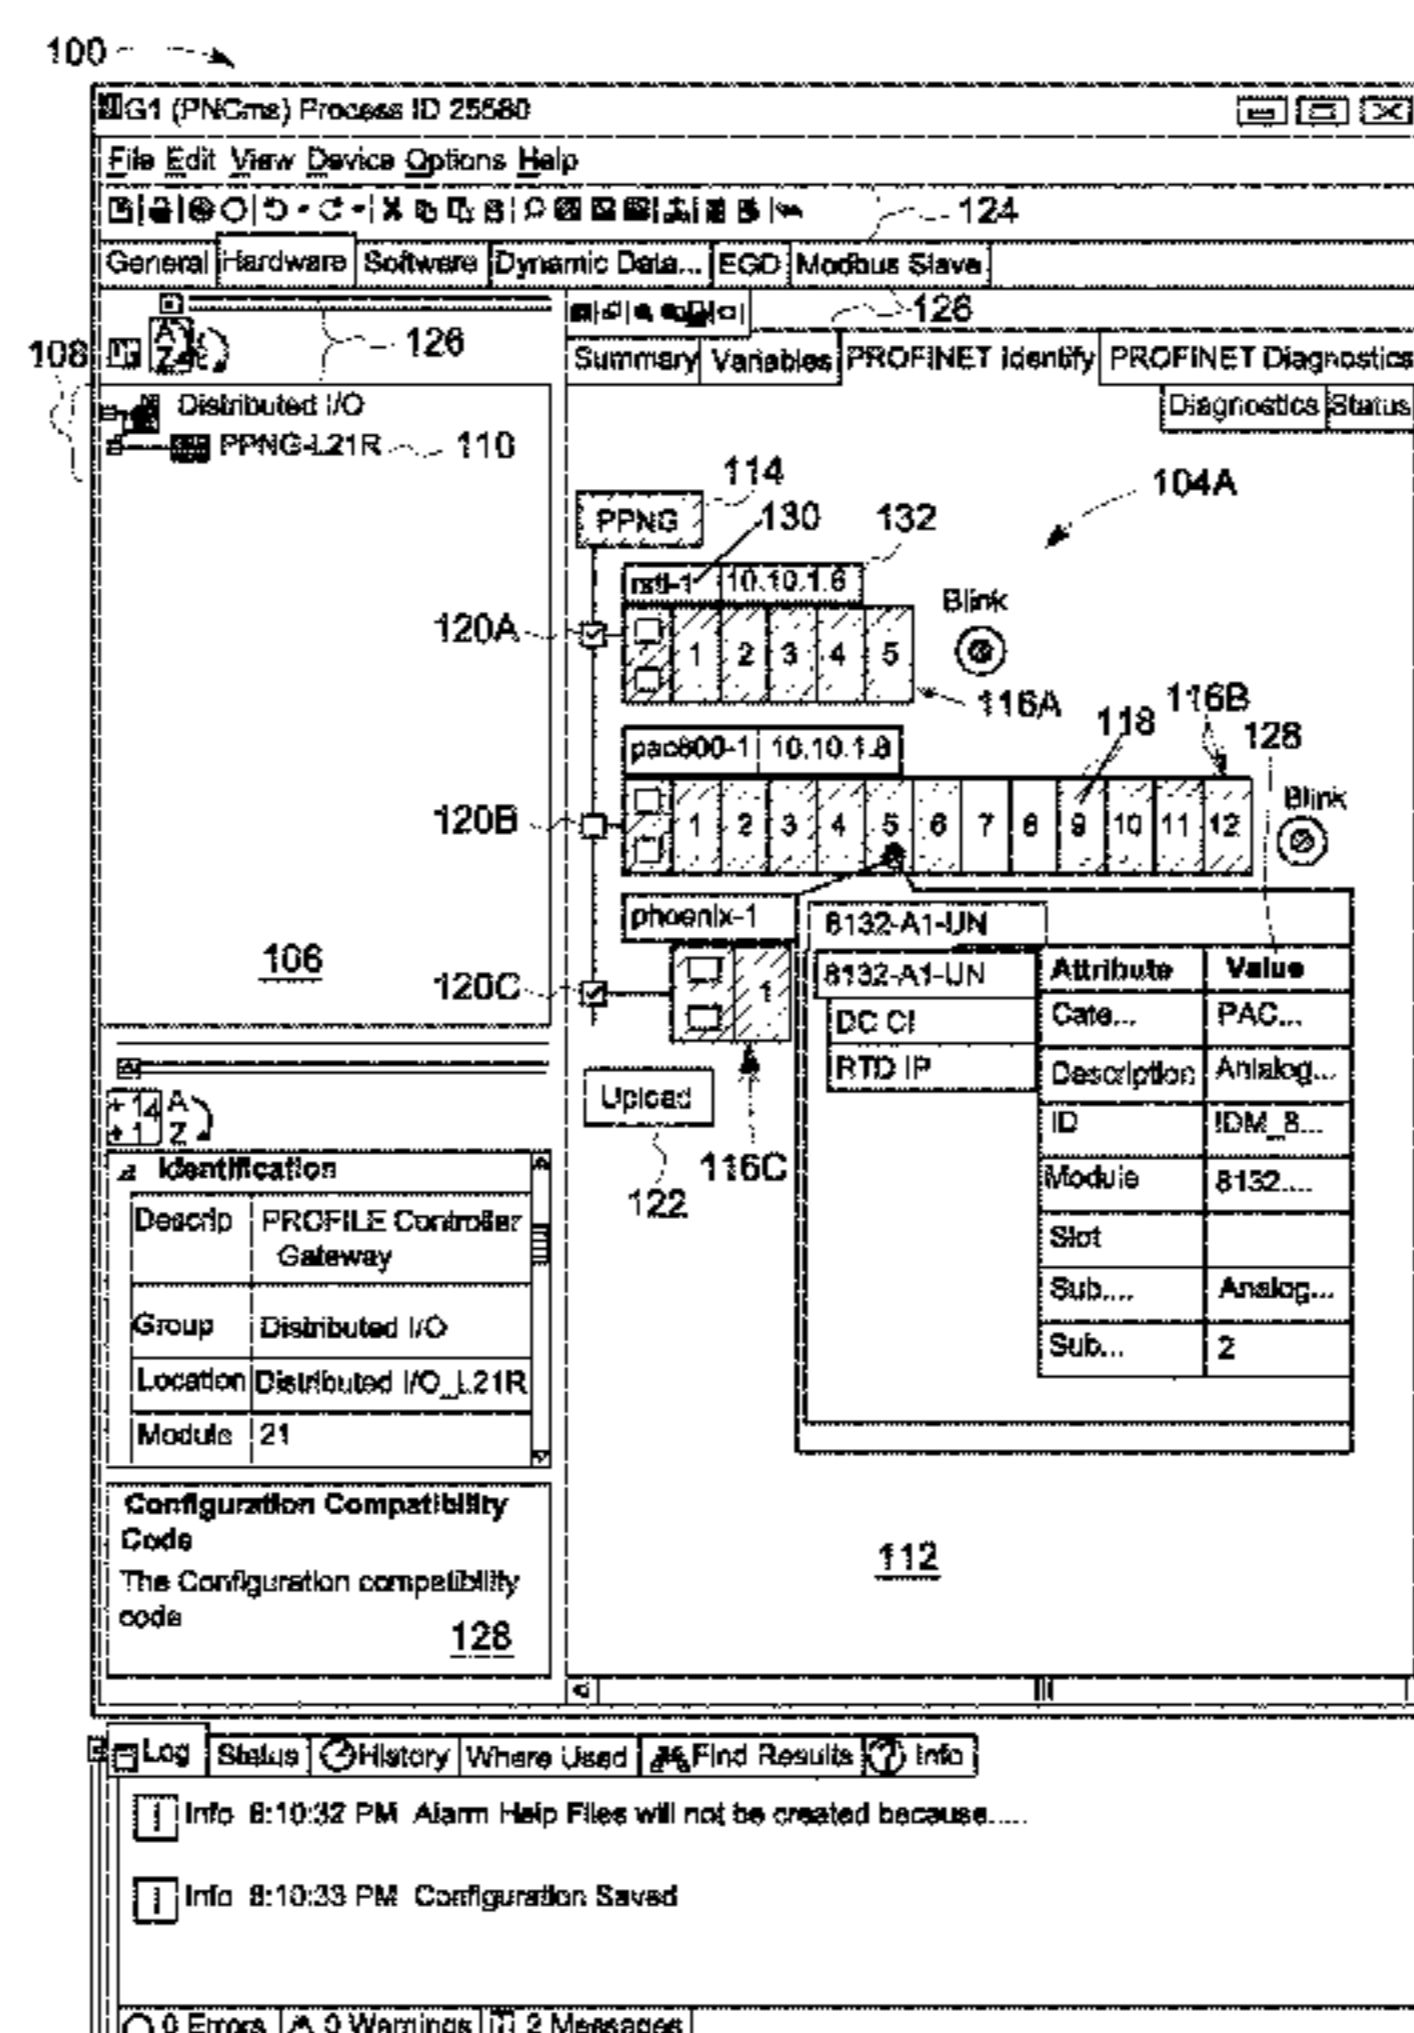 100
G1 (PNCms) Process ID 25580
File Edit View Device Options Help
124
General Hardware Software Dynamic Data... EGD Modbus Slave
126
126
108
Summary Variables PROFINET Identify PROFINET Diagnostics
Diagnostics Status
Distributed I/O
PPNG-L21R 110
114
104A
PPNG
130
132
rstl-1 10.10.1.6
Blink
120A
1 2 3 4 5
116A
116B
118
128
pac800-1 10.10.1.8
Blink
120B
1 2 3 4 5 6 7 8 9 10 11 12
phoenix-1
8132-A1-UN
106
120C
1
8132-A1-UN
DC CI
RTD IP
Attribute Value
Cate... PAC...
Description Anlalog...
ID IDM_8...
Module 8132....
Slot
Sub.... Analog...
Sub... 2
Upload
116C
122
+ 14 A
+ 1 Z
Identification
Descrip PROFILE Controller
Gateway
Group Distributed I/O
Location Distributed I/O_L21R
Module 21
Configuration Compatibility
Code
The Configuration compatibility
code
128
112
Log Status History Where Used Find Results Info
Info 8:10:32 PM Alarm Help Files will not be created because.....
Info 8:10:33 PM Configuration Saved
0 Errors 0 Warnings 2 Messages